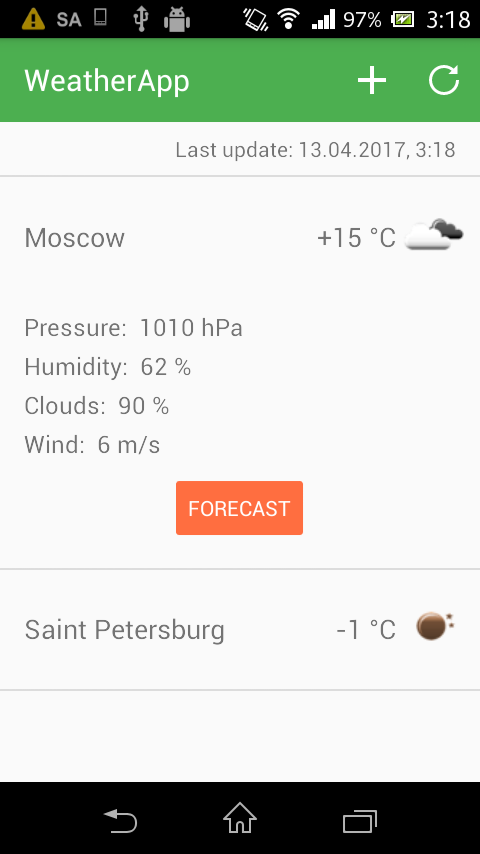 SA 97% 3:18
WeatherApp
Last update: 13.04.2017, 3:18
Moscow +15 °C
Pressure: 1010 hPa
Humidity: 62 %
Clouds: 90 %
Wind: 6 m/s
FORECAST
Saint Petersburg -1 °C